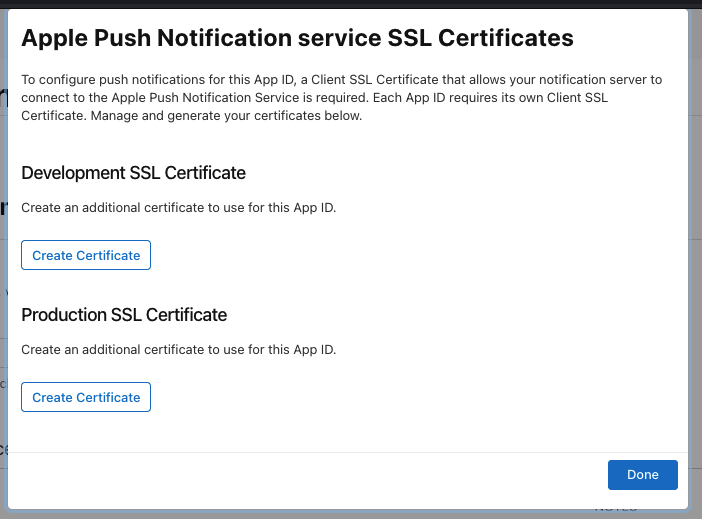 Apple Push Notification service SSL Certificates
To configure push notifications for this App ID, a Client SSL Certificate that allows your notification server to
connect to the Apple Push Notification Service is required. Each App ID requires its own Client SSL
Certificate. Manage and generate your certificates below.
Development SSL Certificate
Create an additional certificate to use for this App ID.
Create Certificate
Production SSL Certificate
Create an additional certificate to use for this App ID.
Create Certificate
Done